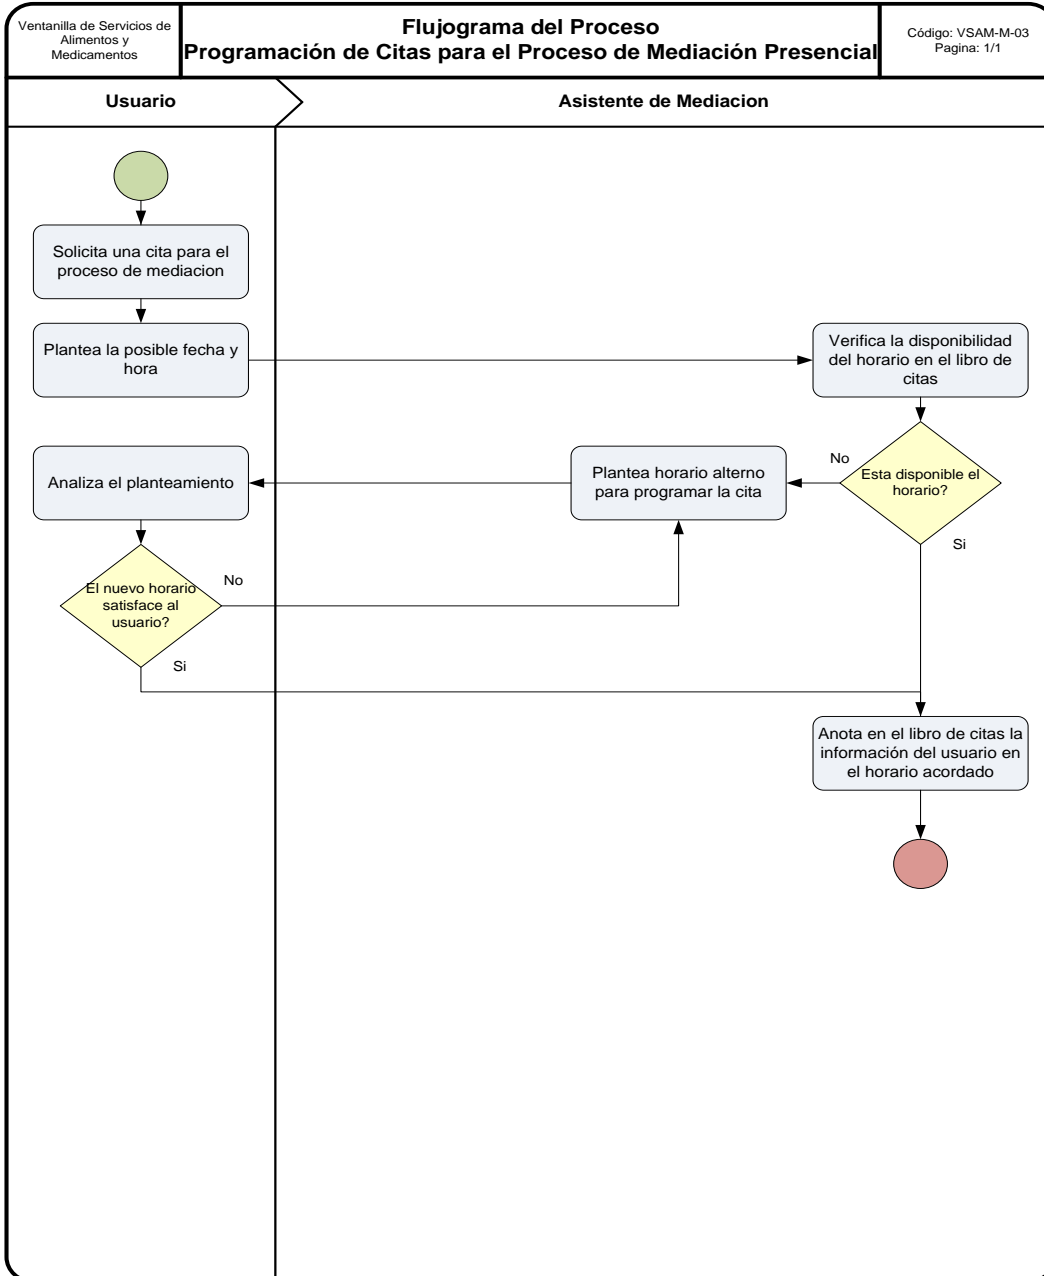 Ventanilla de Servicios de
Alimentos y
Medicamentos
Flujograma del Proceso
Programación de Citas para el Proceso de Mediación Presencial
Código: VSAM-M-03
Pagina: 1/1
Usuario
Asistente de Mediacion
Solicita una cita para el
proceso de mediacion
Plantea la posible fecha y
hora
Verifica la disponibilidad
del horario en el libro de
citas
Esta disponible el
horario?
No
Si
Plantea horario alterno
para programar la cita
Analiza el planteamiento
El nuevo horario
satisface al
usuario?
No
Si
Anota en el libro de citas la
información del usuario en
el horario acordado